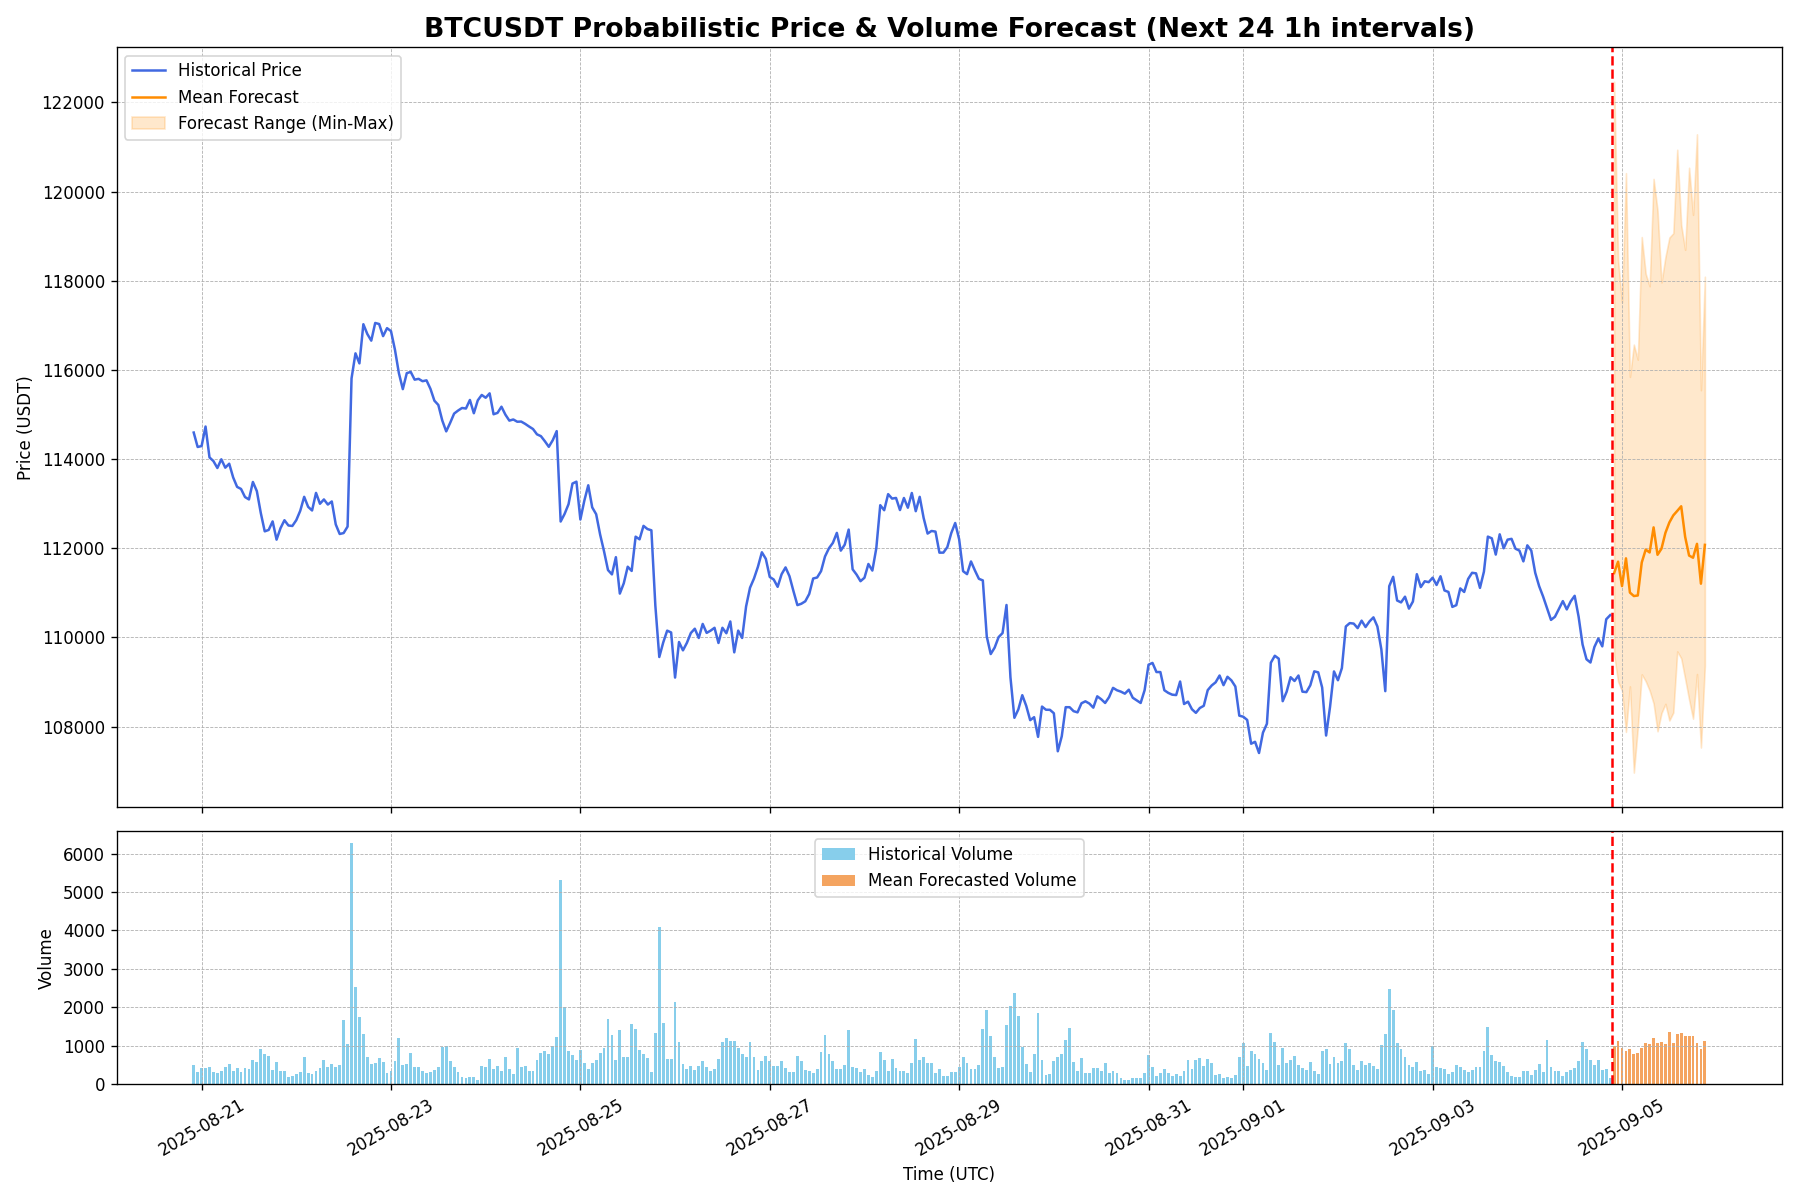 BTCUSDT Probabilistic Price & Volume Forecast (Next 24 1h intervals)
Historical Price
Mean Forecast
Forecast Range (Min-Max)
Price (USDT)
122000
120000
118000
116000
114000
112000
110000
108000
Historical Volume
Mean Forecasted Volume
Volume
6000
5000
4000
3000
2000
1000
0
2025-08-21
2025-08-23
2025-08-25
2025-08-27
2025-08-29
2025-08-31
2025-09-01
2025-09-03
2025-09-05
Time (UTC)